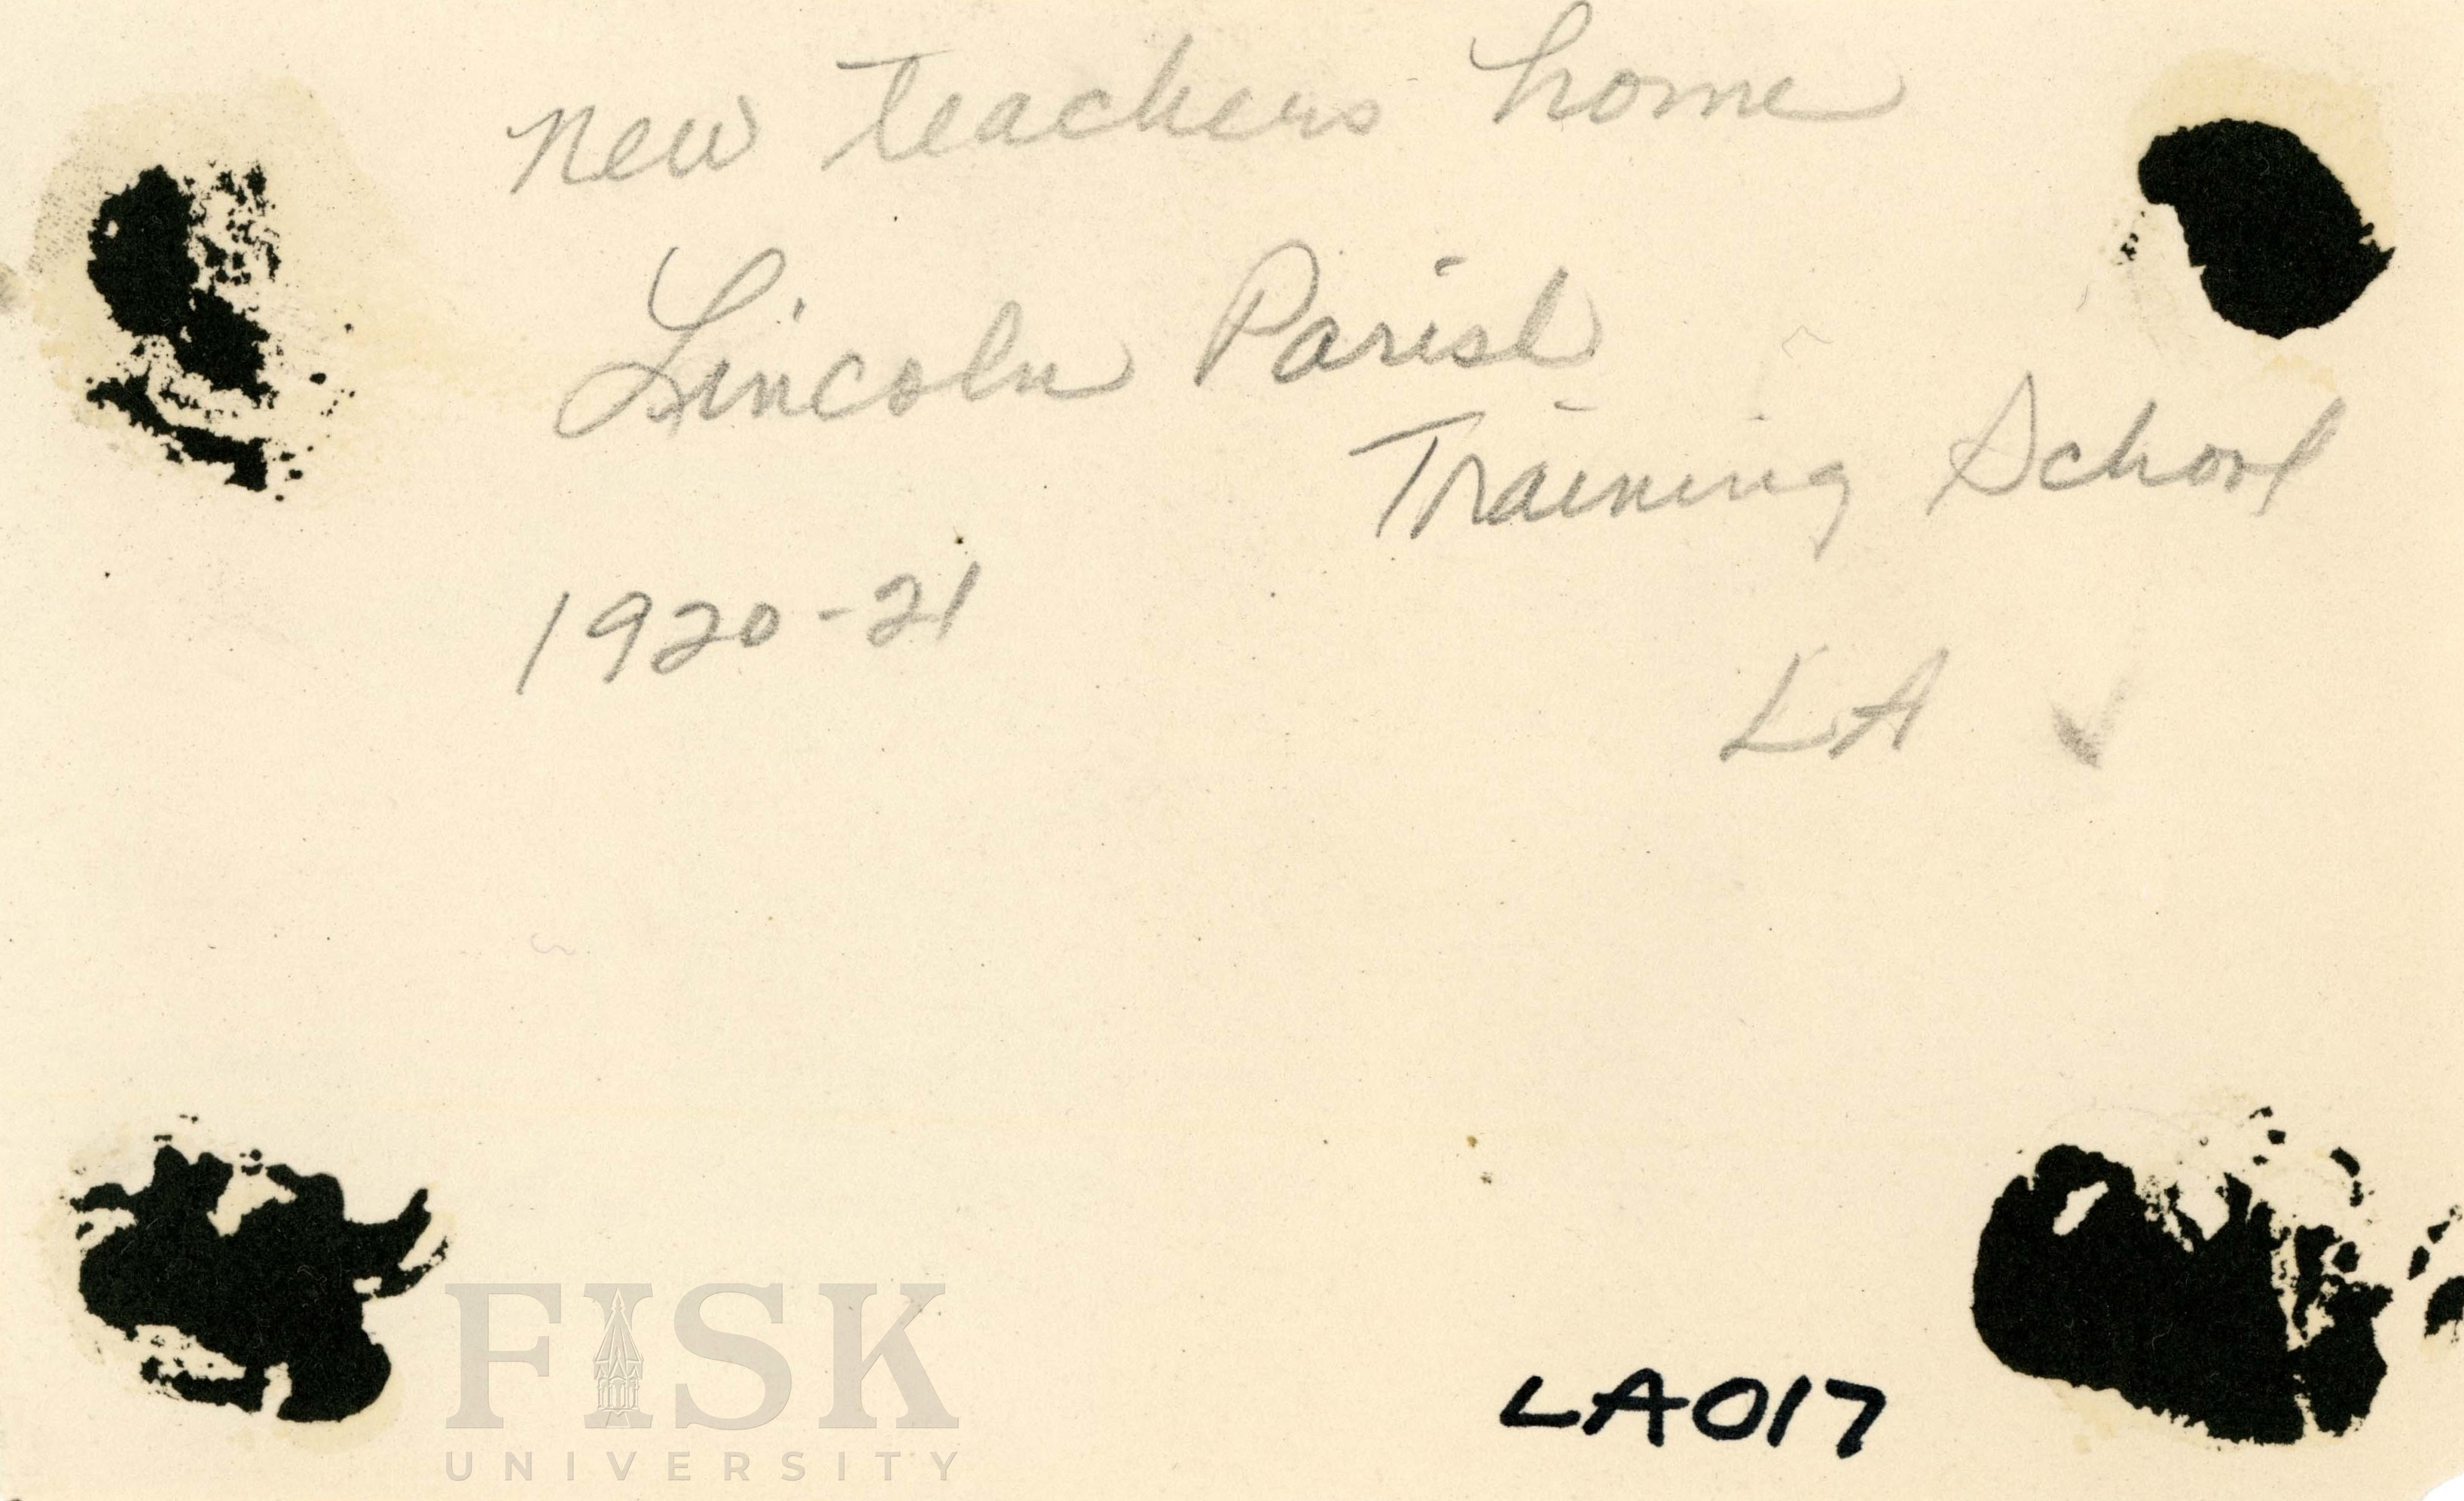 new teachers home
Lincoln Parish
Training School
1920-21
LA
LA017
FISK
UNIVERSITY